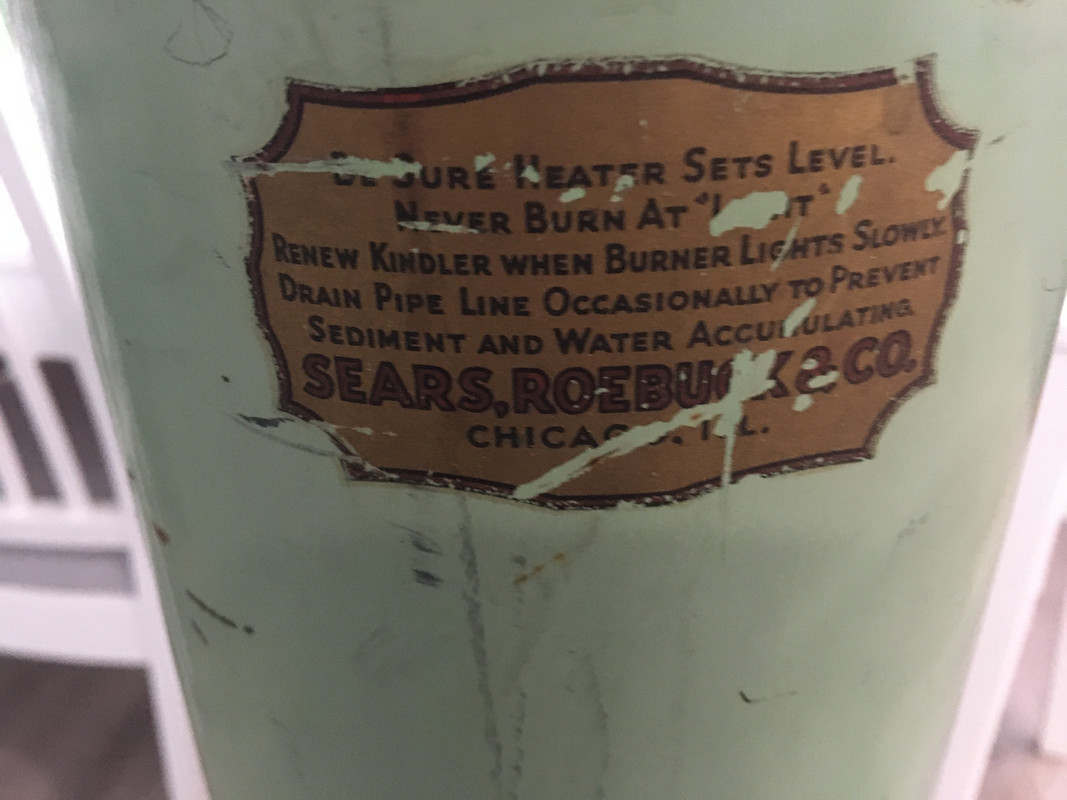 BE SURE HEATER SETS LEVEL.
NEVER BURN AT
RENEW KINDLER WHEN BURNER LIGHTS SLOWLY.
DRAIN PIPE LINE OCCASIONALLY TO PREVENT
SEDIMENT AND WATER ACCUMULATING.
SEARS, ROEBUCK & CO.
CHICAGO, ILL.